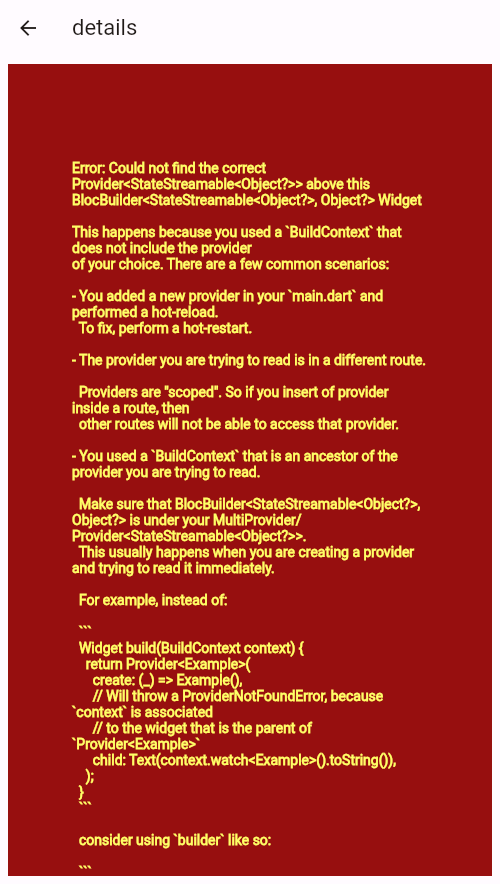 details
Error: Could not find the correct
Provider<StateStreamable<Object?>> above this
BlocBuilder<StateStreamable<Object?>, Object?> Widget
This happens because you used a `BuildContext` that
does not include the provider
of your choice. There are a few common scenarios:
- You added a new provider in your `main.dart` and
performed a hot-reload.
To fix, perform a hot-restart.
- The provider you are trying to read is in a different route.
Providers are "scoped". So if you insert of provider
inside a route, then
other routes will not be able to access that provider.
- You used a `BuildContext` that is an ancestor of the
provider you are trying to read.
Make sure that BlocBuilder<StateStreamable<Object?>,
Object?> is under your MultiProvider/
Provider<StateStreamable<Object?>>.
This usually happens when you are creating a provider
and trying to read it immediately.
For example, instead of:
```
Widget build(BuildContext context) {
return Provider<Example>(
create: (_) => Example(),
// Will throw a ProviderNotFoundError, because
`context` is associated
// to the widget that is the parent of
`Provider<Example>`
child: Text(context.watch<Example>().toString()),
);
}
```
consider using `builder` like so:
```